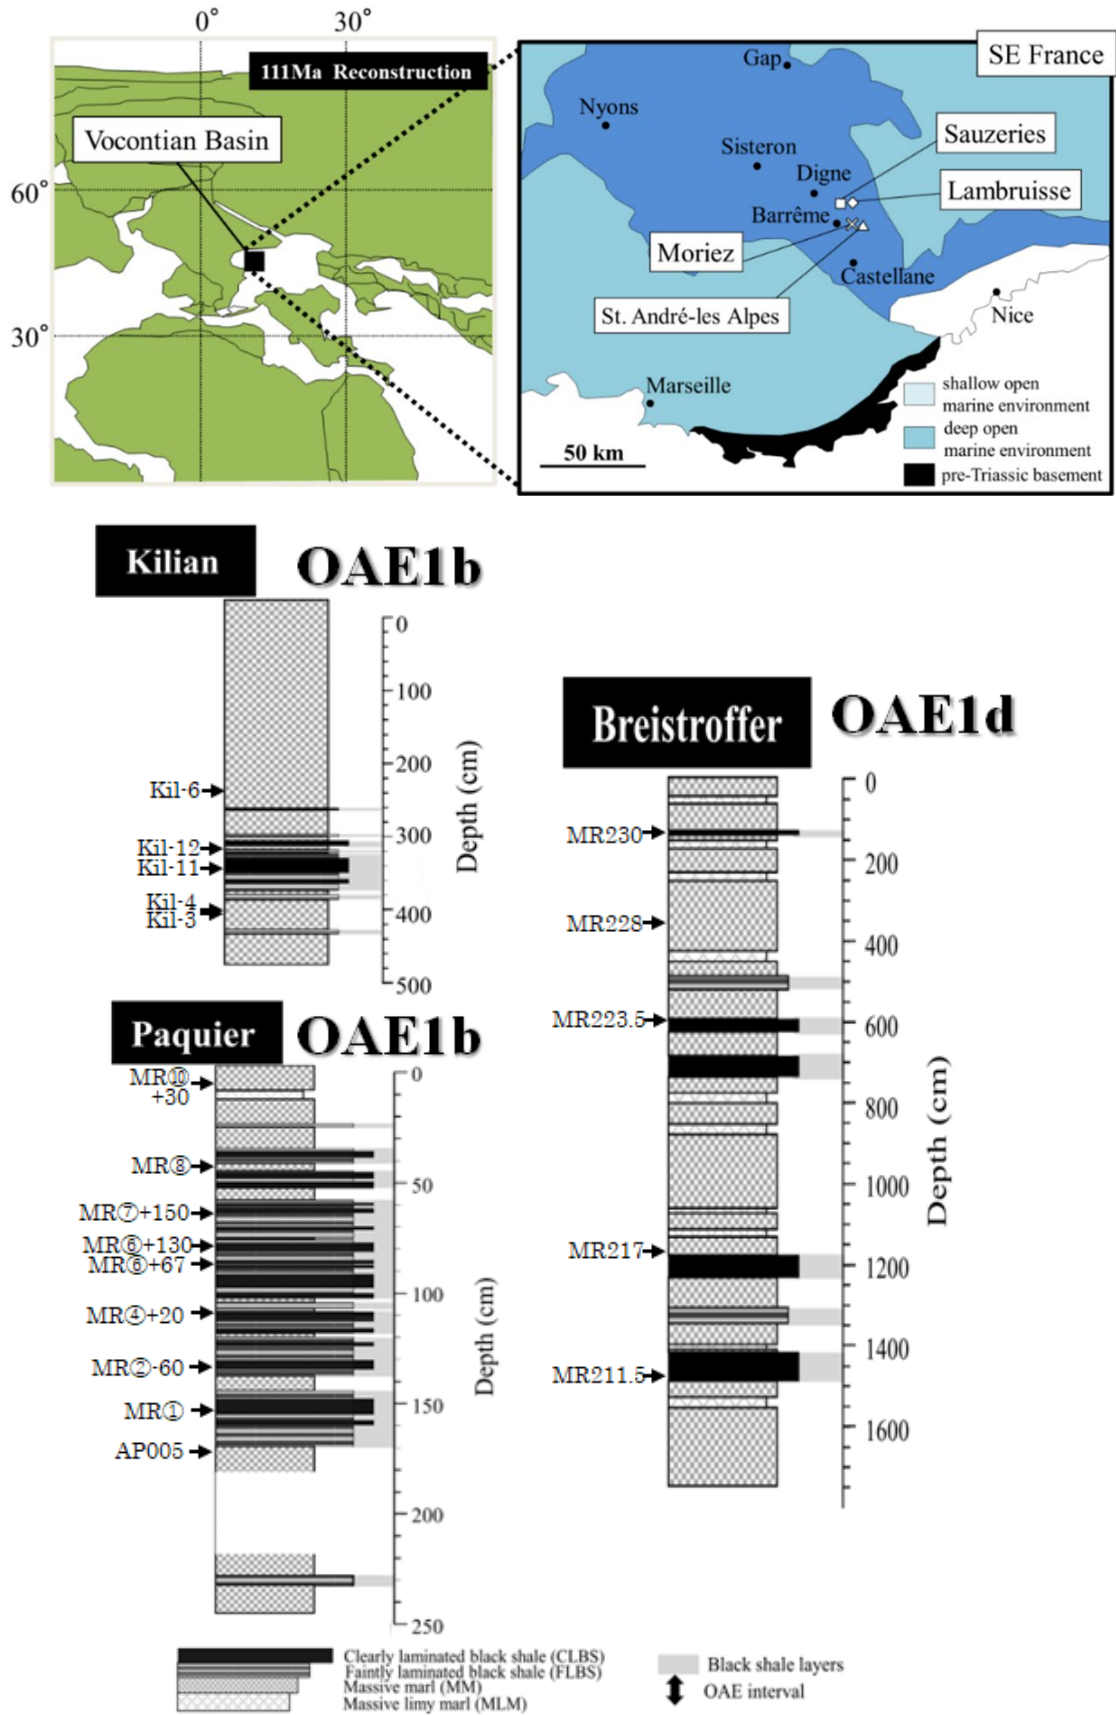 0°
30°
111Ma Reconstruction
Vocontian Basin
60°
30°
SE France
Gap
Nyons
Sauzeries
Sisteron
Digne
Lambruisse
Barrême
Moriez
Castellane
St. André-les Alpes
Nice
Marseille
shallow open
marine environment
deep open
marine environment
pre-Triassic basement
50 km
Kilian
OAE1b
0
100
200
300
400
500
Depth (cm)
Kil-6
Kil-12
Kil-11
Kil-4
Kil-3
Breistroffer
OAE1d
0
200
400
600
800
1000
1200
1400
1600
Depth (cm)
MR230
MR228
MR223.5
MR217
MR211.5
Paquier
OAE1b
MR⑩
+30
MR⑧
MR⑦+150
MR⑥+130
MR⑥+67
MR④+20
MR②-60
MR①
AP005
0
50
100
150
200
250
Depth (cm)
Clearly laminated black shale (CLBS)
Faintly laminated black shale (FLBS)
Massive marl (MM)
Massive limy marl (MLM)
Black shale layers
OAE interval